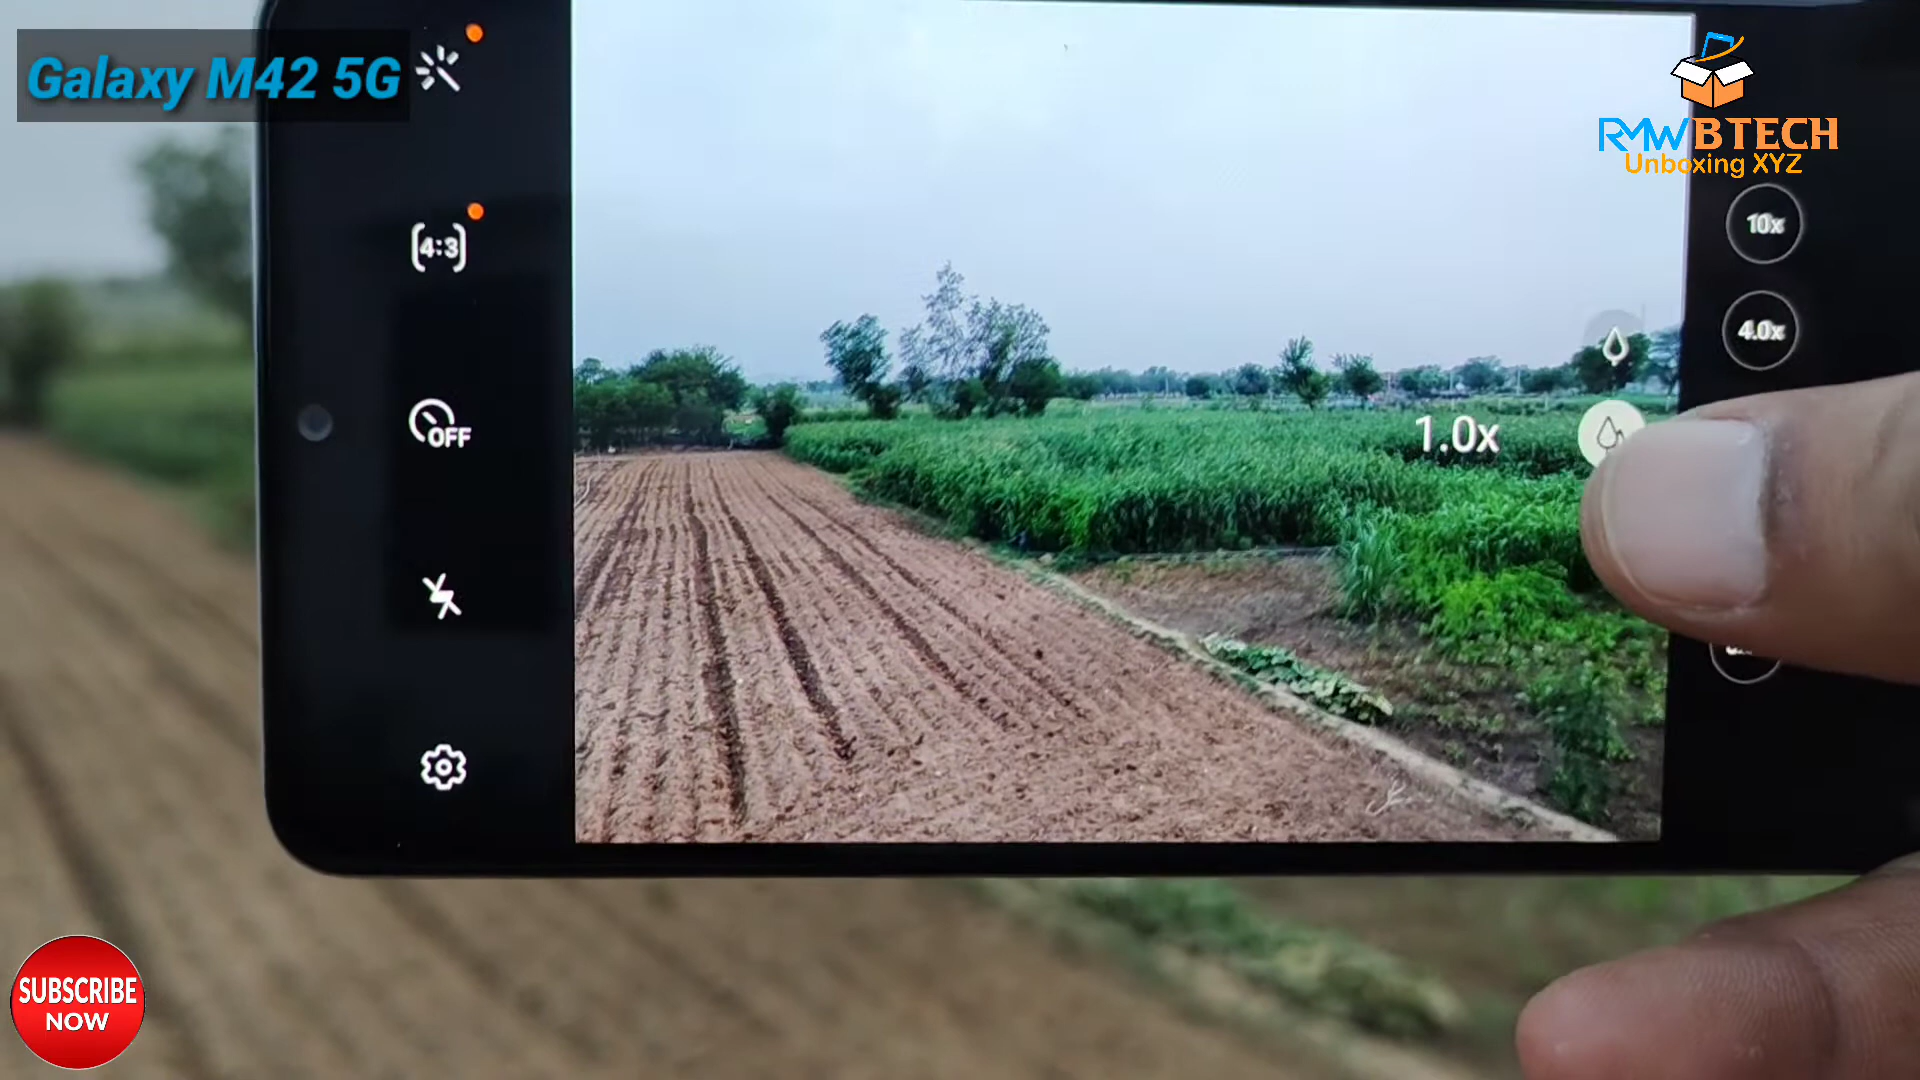 Galaxy M42 5G
RMWBTECH
Unboxing XYZ
10x
4:3
4.0x
OFF
1.0x
SUBSCRIBE
NOW